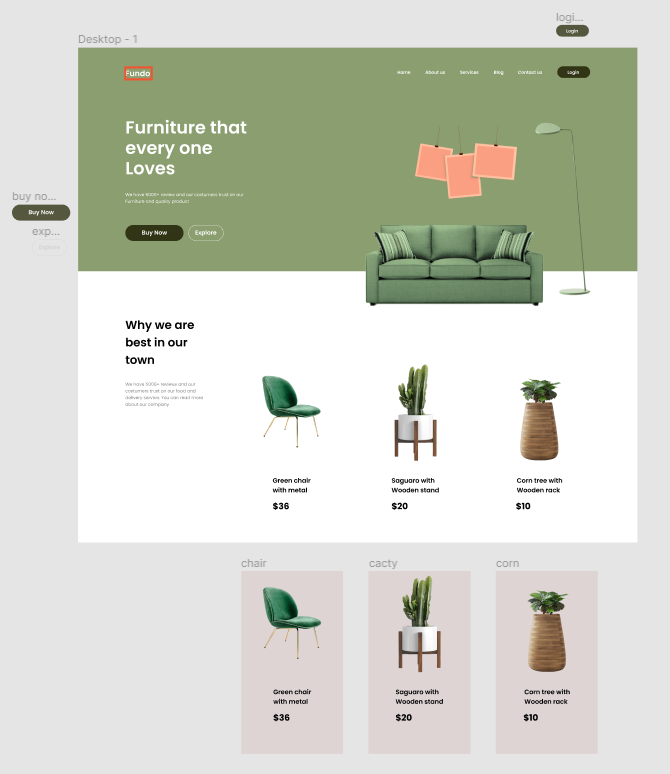 logi...
Login
Desktop - 1
Fundo
Home
About us
Services
Blog
Contact us
Login
Furniture that
every one
Loves
We have 5000+ review and our costumers trust on our
Furniture and quality product
Buy Now
Explore
buy no...
Buy Now
exp...
Explore
Why we are
best in our
town
We have 5000+ reviews and our
costumers trust on our food and
delivery service. You can read more
about our company
Green chair
with metal
$36
Saguaro with
Wooden stand
$20
Corn tree with
Wooden rack
$10
chair
Green chair
with metal
$36
cacty
Saguaro with
Wooden stand
$20
corn
Corn tree with
Wooden rack
$10